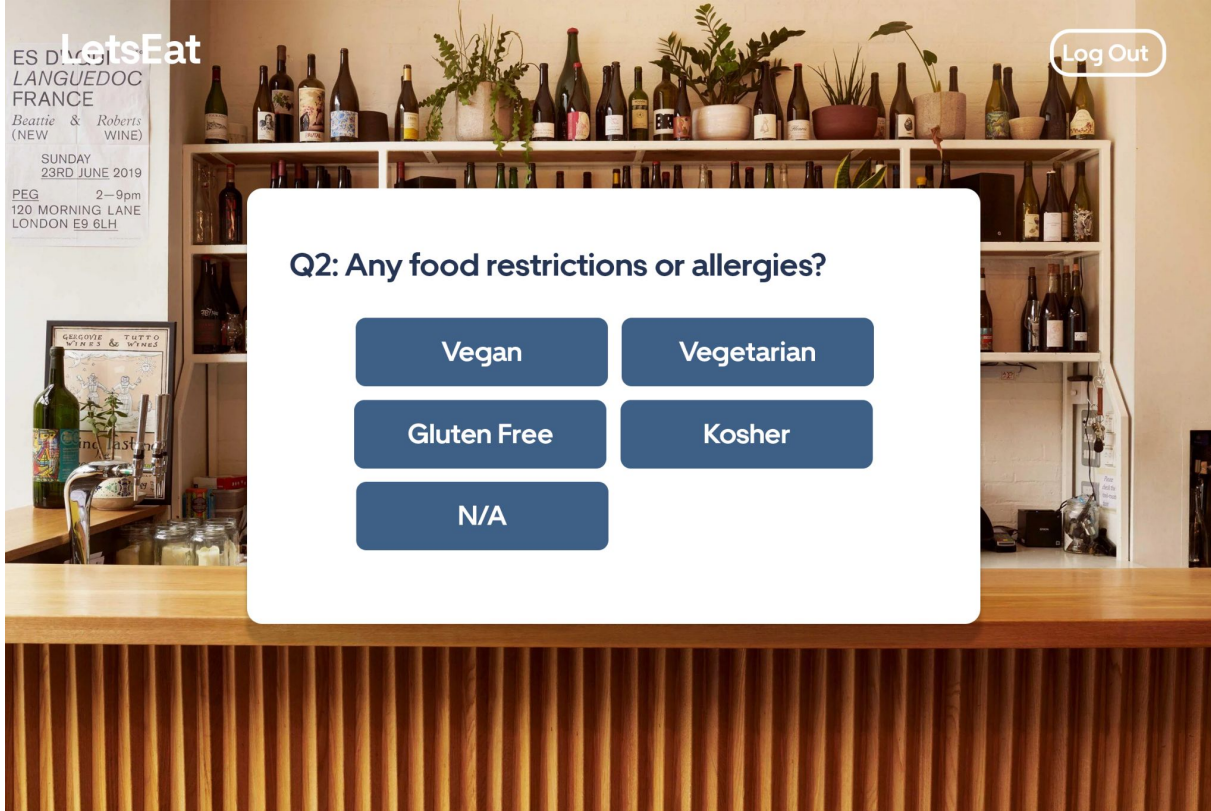 LetsEat
Log Out
ES D'AQUI
LANGUEDOC
FRANCE
Beattie & Roberts
(NEW WINE)
SUNDAY
23RD JUNE 2019
PEG 2—9pm
120 MORNING LANE
LONDON E9 6LH
GERGOVIE TUTTO
WINES & WINES
Q2: Any food restrictions or allergies?
Vegan
Vegetarian
Gluten Free
Kosher
N/A